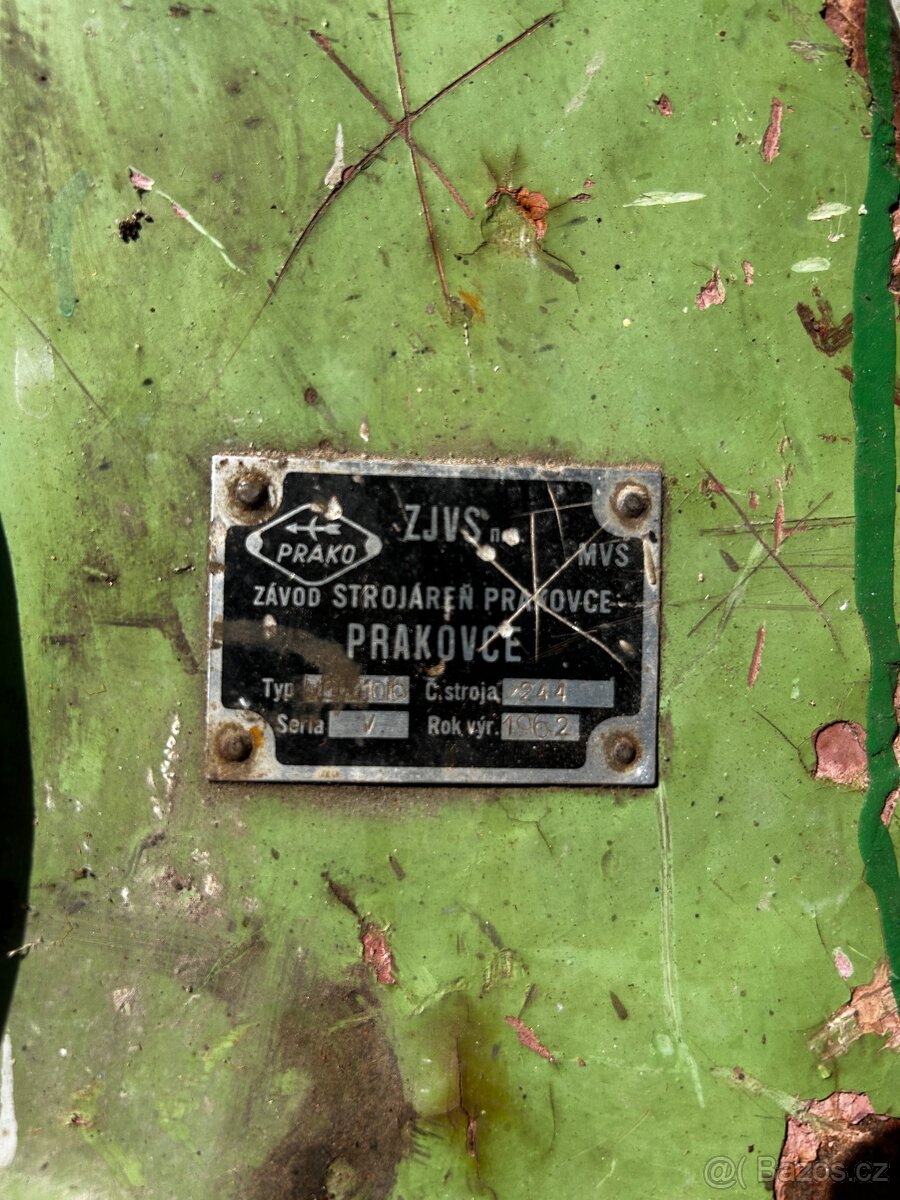 PRAKO
ZJVS
MVS
ZÁVOD STROJÁREŇ PRAKOVCE
PRAKOVCE
Typ Č.stroja 244
Seria V Rok výr. 1962
@( Bazos.cz